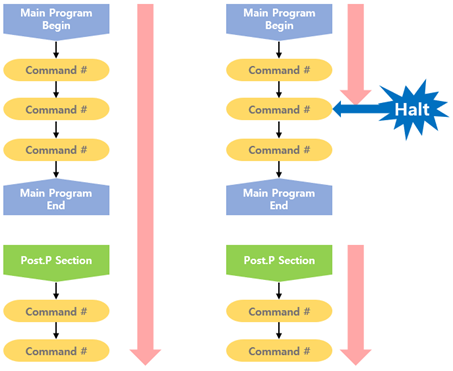 Main Program
Begin
Command #
Command #
Command #
Main Program
End
Post.P Section
Command #
Command #
Main Program
Begin
Command #
Command #
Halt
Command #
Main Program
End
Post.P Section
Command #
Command #